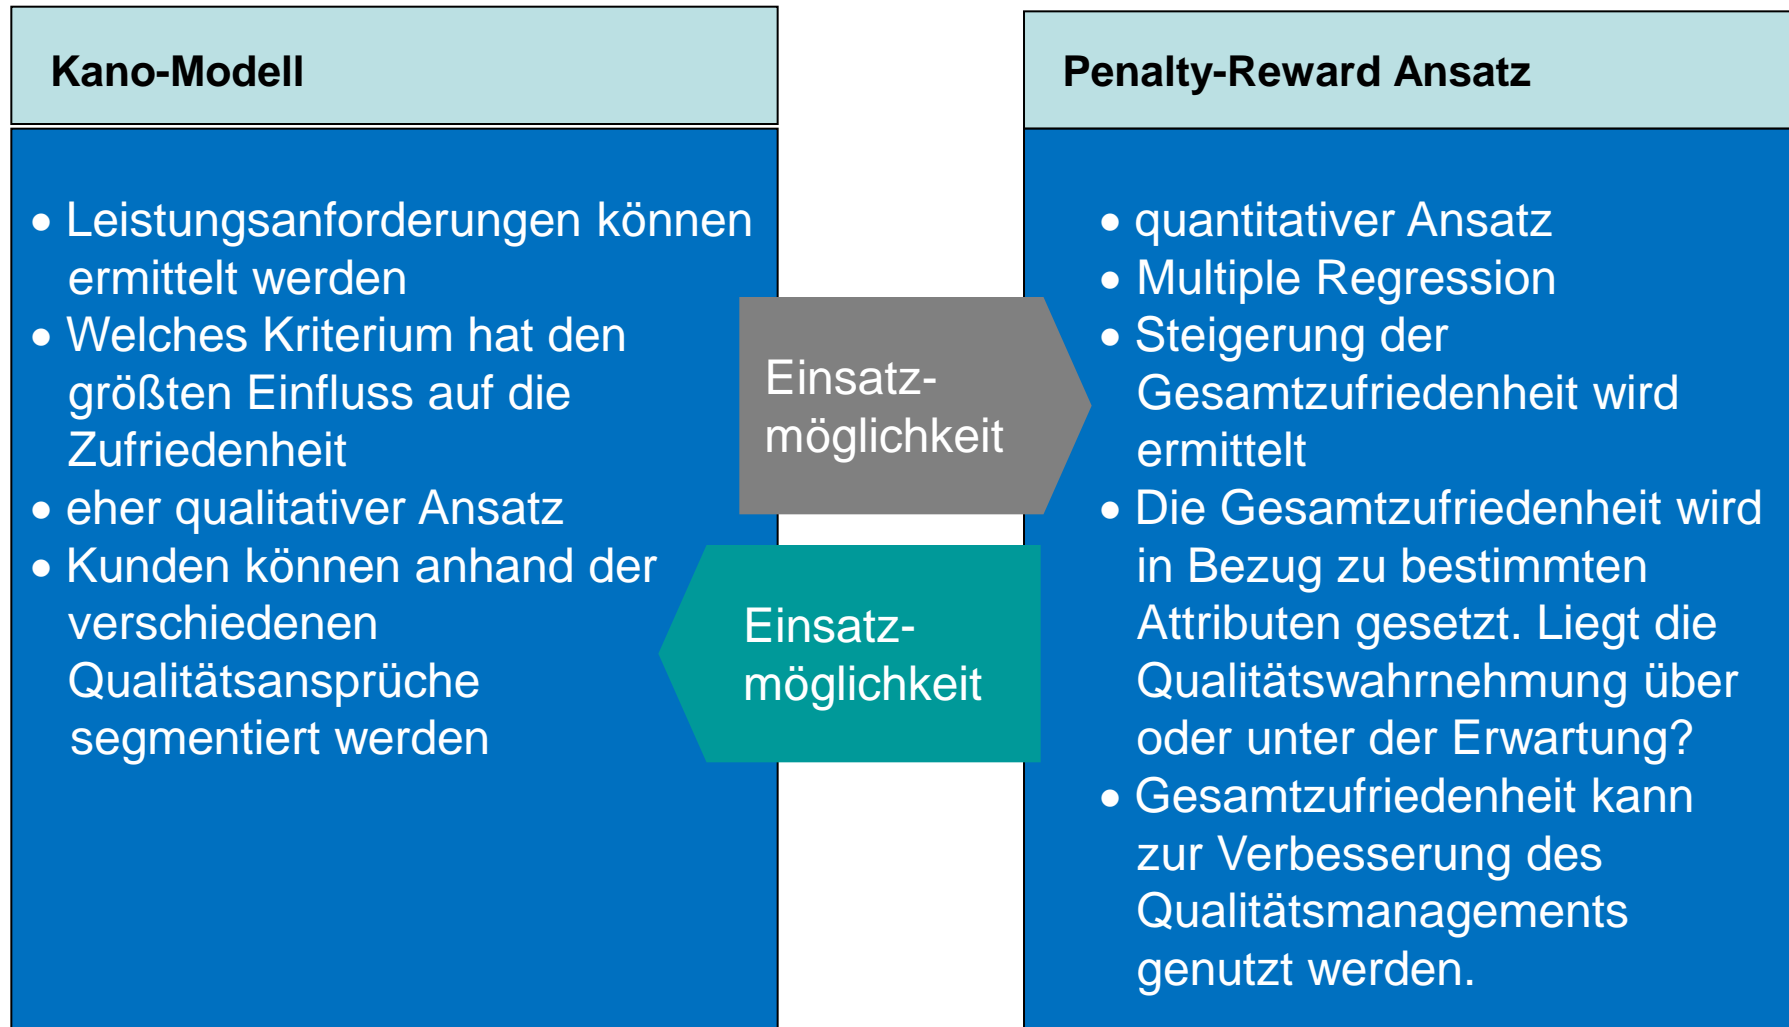 Kano-Modell
• Leistungsanforderungen können
ermittelt werden
• Welches Kriterium hat den
größten Einfluss auf die
Zufriedenheit
• eher qualitativer Ansatz
• Kunden können anhand der
verschiedenen
Qualitätsansprüche
segmentiert werden
Einsatz-
möglichkeit
Einsatz-
möglichkeit
Penalty-Reward Ansatz
• quantitativer Ansatz
• Multiple Regression
• Steigerung der
Gesamtzufriedenheit wird
ermittelt
• Die Gesamtzufriedenheit wird
in Bezug zu bestimmten
Attributen gesetzt. Liegt die
Qualitätswahrnehmung über
oder unter der Erwartung?
• Gesamtzufriedenheit kann
zur Verbesserung des
Qualitätsmanagements
genutzt werden.